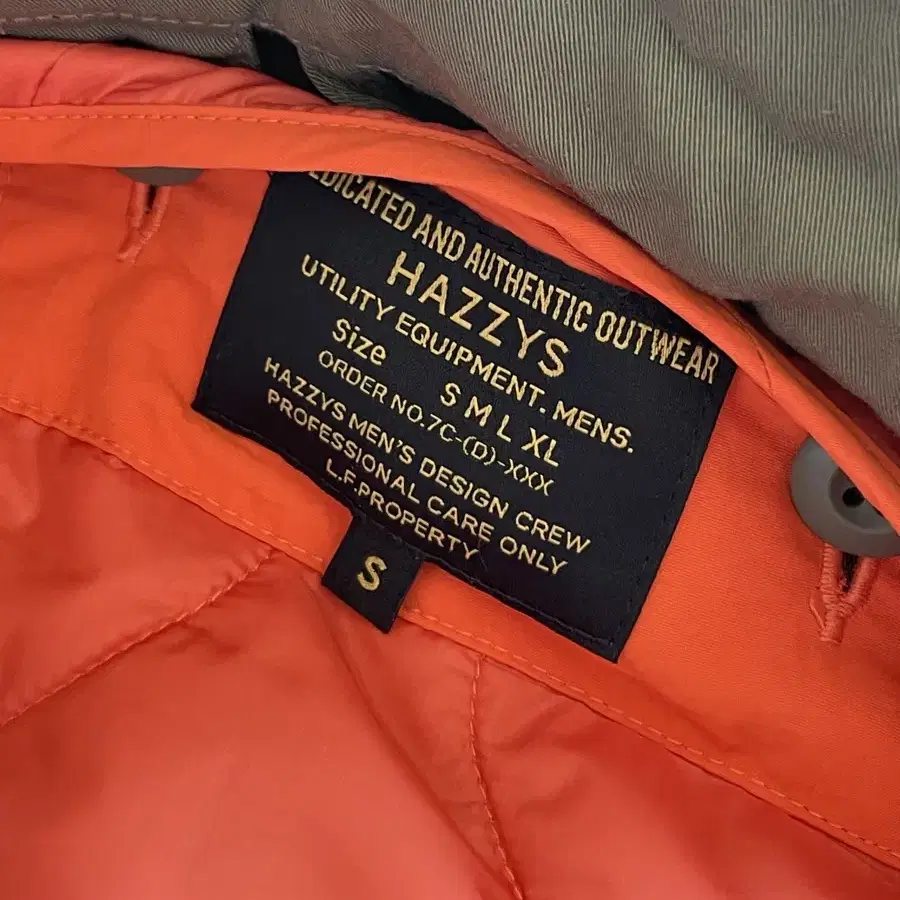 DEDICATED AND AUTHENTIC OUTWEAR
HAZZYS
UTILITY EQUIPMENT. MENS.
Size S M L XL
ORDER NO.7C-(D)-XXX
HAZZYS MEN'S DESIGN CREW
PROFESSIONAL CARE ONLY
L.F.PROPERTY
S